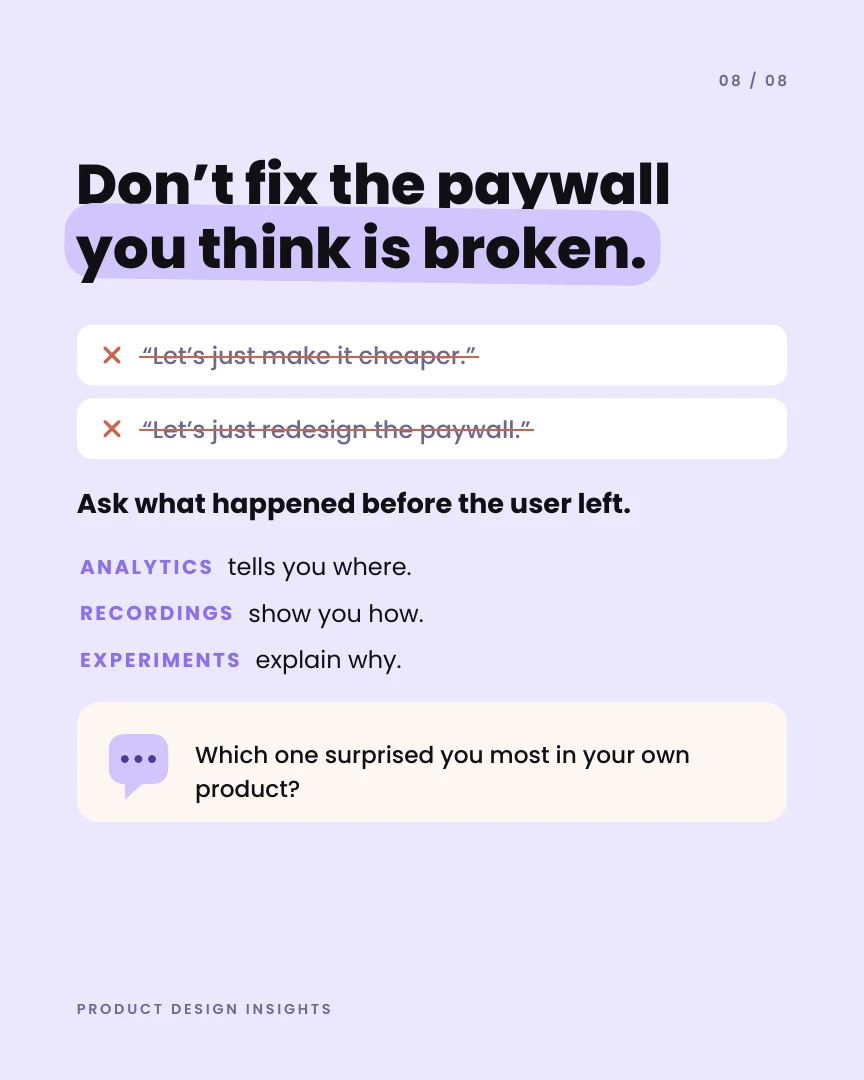 08 / 08
Don’t fix the paywall
you think is broken.
“Let’s just make it cheaper.”
“Let’s just redesign the paywall.”
Ask what happened before the user left.
ANALYTICS tells you where.
RECORDINGS show you how.
EXPERIMENTS explain why.
Which one surprised you most in your own
product?
PRODUCT DESIGN INSIGHTS